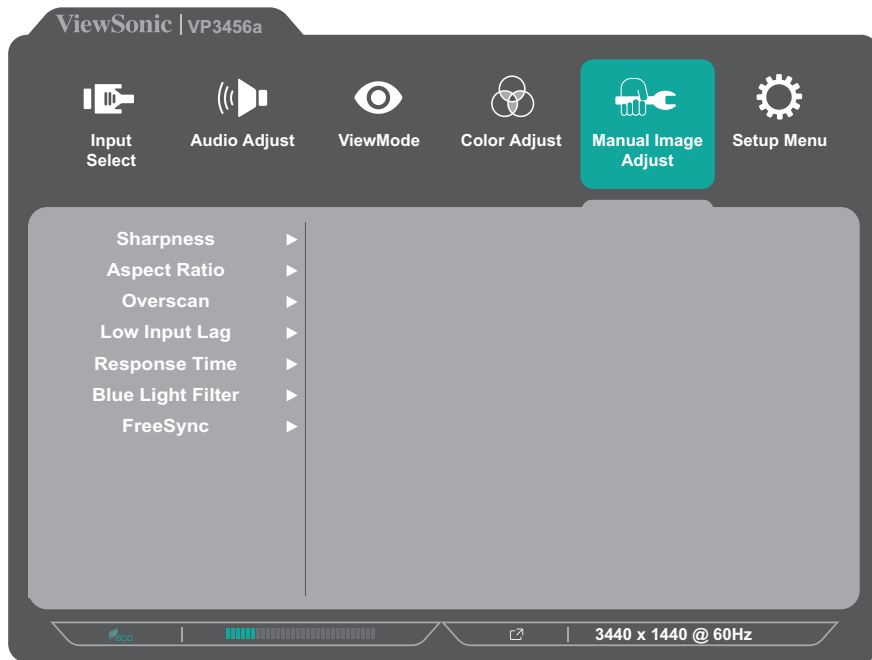 ViewSonic | VP3456a
Input Select
Audio Adjust
ViewMode
Color Adjust
Manual Image Adjust
Setup Menu
Sharpness
Aspect Ratio
Overscan
Low Input Lag
Response Time
Blue Light Filter
FreeSync
eco
3440 x 1440 @ 60Hz